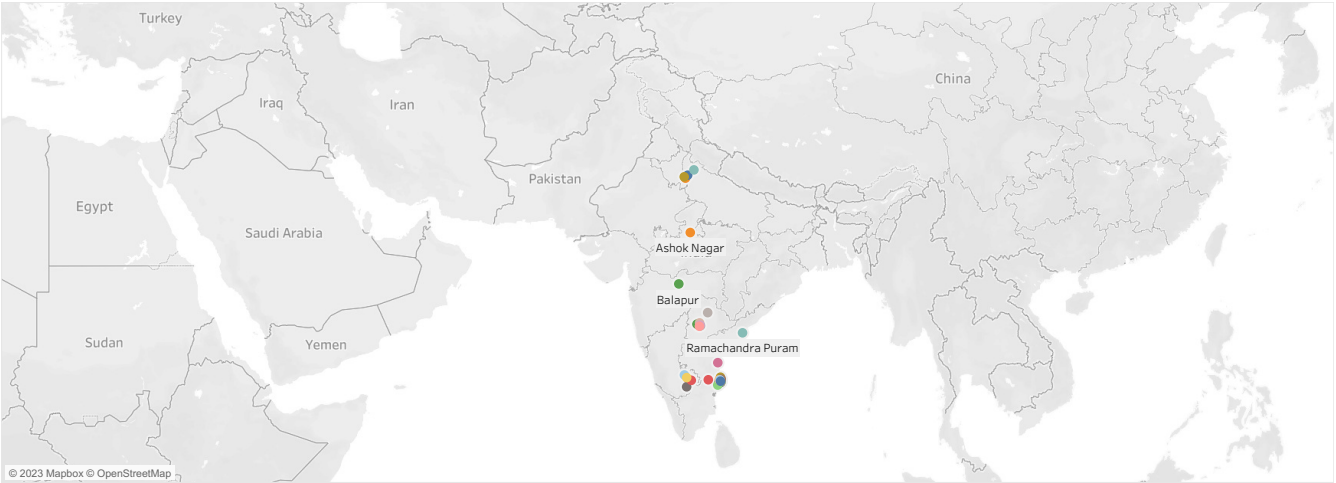 Turkey
China
Iraq
Iran
Pakistan
Egypt
Saudi Arabia
Ashok Nagar
Balapur
Sudan
Yemen
Ramachandra Puram
© 2023 Mapbox © OpenStreetMap